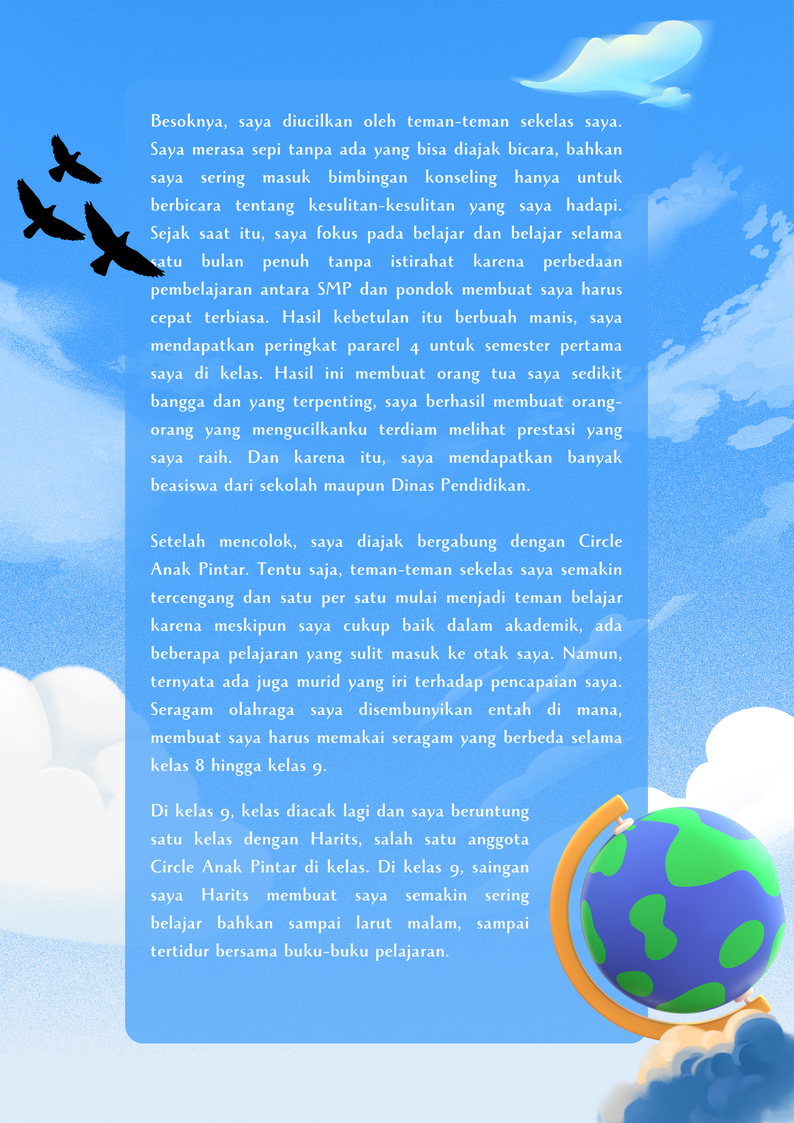 Besoknya, saya diucilkan oleh teman-teman sekelas saya.
Saya merasa sepi tanpa ada yang bisa diajak bicara, bahkan
saya sering masuk bimbingan konseling hanya untuk
berbicara tentang kesulitan-kesulitan yang saya hadapi.
Sejak saat itu, saya fokus pada belajar dan belajar selama
satu bulan penuh tanpa istirahat karena perbedaan
pembelajaran antara SMP dan pondok membuat saya harus
cepat terbiasa. Hasil kebetulan itu berbuah manis, saya
mendapatkan peringkat pararel 4 untuk semester pertama
saya di kelas. Hasil ini membuat orang tua saya sedikit
bangga dan yang terpenting, saya berhasil membuat orang-
orang yang mengucilkanku terdiam melihat prestasi yang
saya raih. Dan karena itu, saya mendapatkan banyak
beasiswa dari sekolah maupun Dinas Pendidikan.
Setelah mencolok, saya diajak bergabung dengan Circle
Anak Pintar. Tentu saja, teman-teman sekelas saya semakin
tercengang dan satu per satu mulai menjadi teman belajar
karena meskipun saya cukup baik dalam akademik, ada
beberapa pelajaran yang sulit masuk ke otak saya. Namun,
ternyata ada juga murid yang iri terhadap pencapaian saya.
Seragam olahraga saya disembunyikan entah di mana,
membuat saya harus memakai seragam yang berbeda selama
kelas 8 hingga kelas 9.
Di kelas 9, kelas diacak lagi dan saya beruntung
satu kelas dengan Harits, salah satu anggota
Circle Anak Pintar di kelas. Di kelas 9, saingan
saya Harits membuat saya semakin sering
belajar bahkan sampai larut malam, sampai
tertidur bersama buku-buku pelajaran.